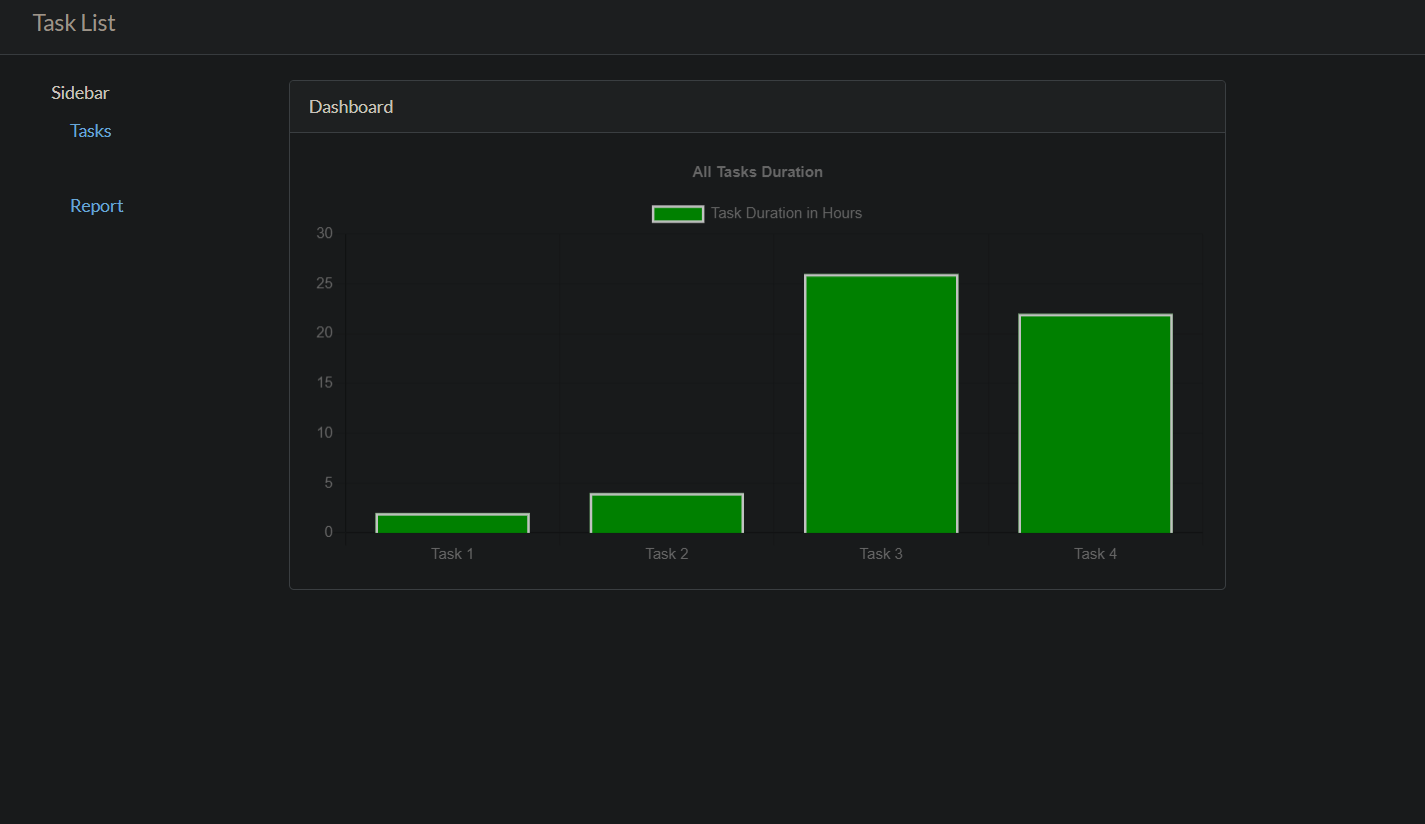 Task List
Sidebar
Tasks
Report
Dashboard
All Tasks Duration
Task Duration in Hours
30
25
20
15
10
5
0
Task 1 Task 2 Task 3 Task 4